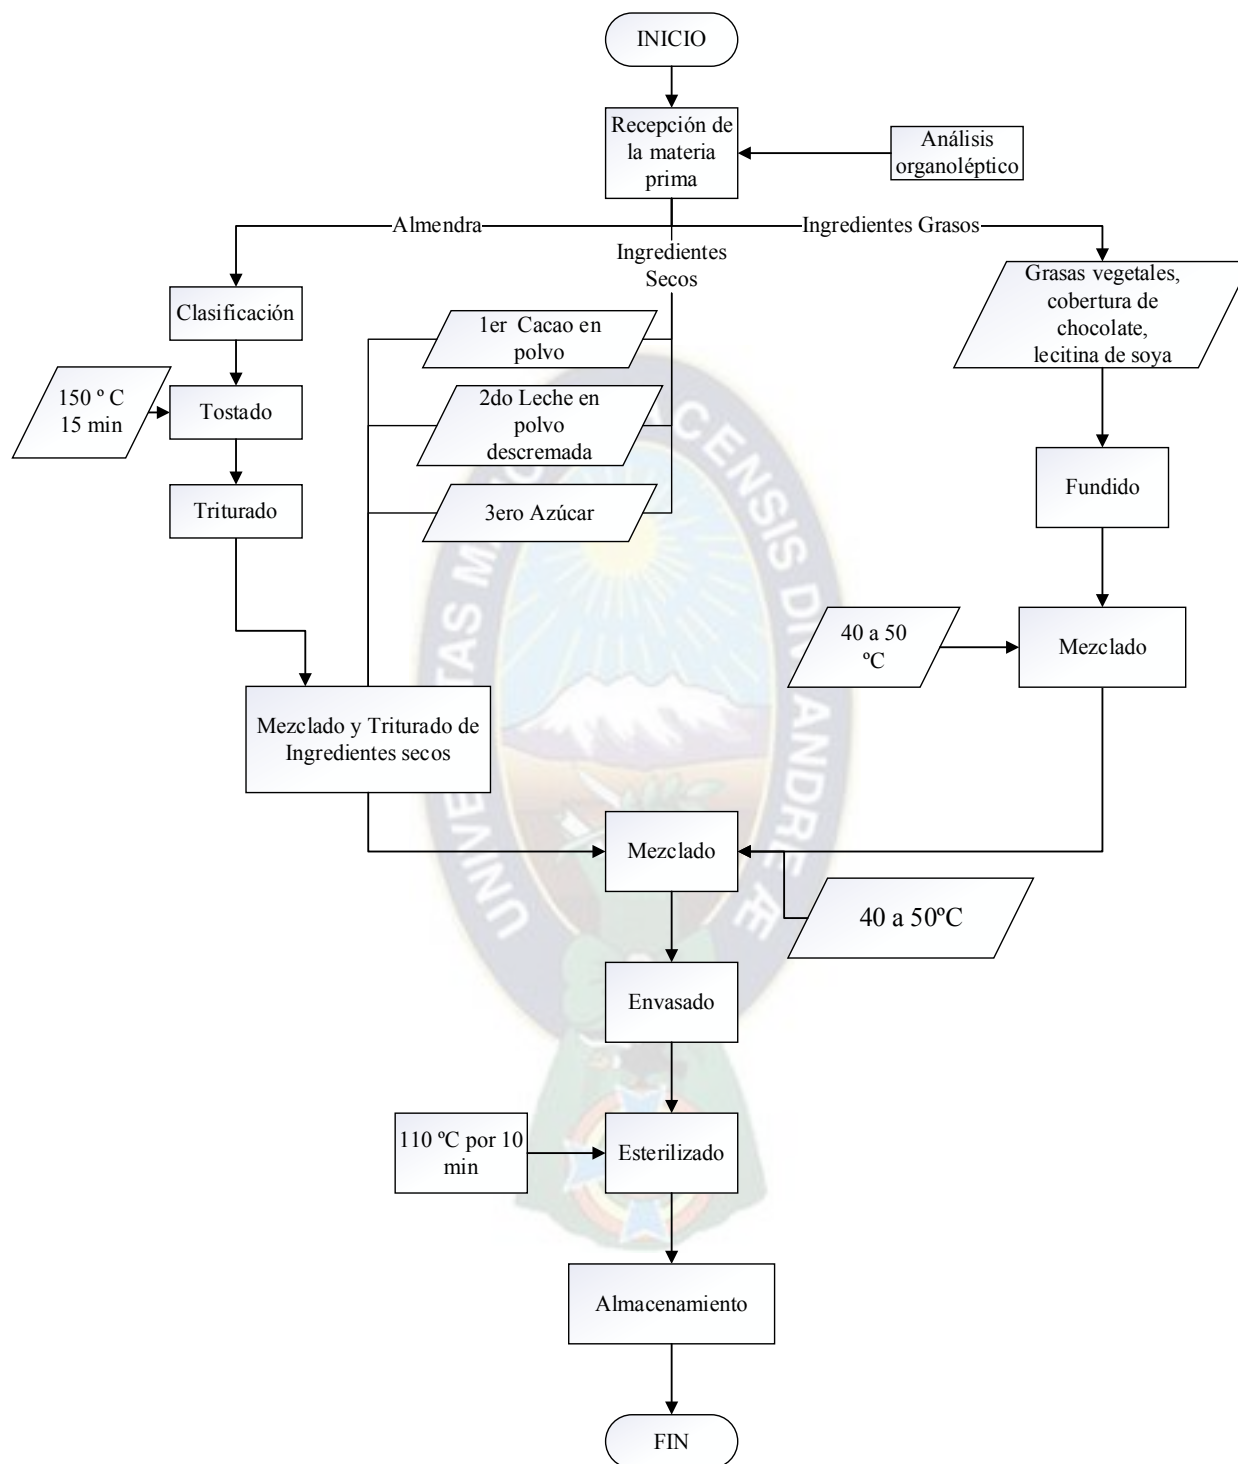 INICIO
Recepción de
la materia
prima
Análisis
organoléptico
Almendra
Ingredientes
Secos
Ingredientes Grasos
Clasificación
1er Cacao en
polvo
Grasas vegetales,
cobertura de
chocolate,
lecitina de soya
150 º C
15 min
Tostado
2do Leche en
polvo
descremada
Triturado
3ero Azúcar
Fundido
40 a 50
ºC
Mezclado
Mezclado y Triturado de
Ingredientes secos
Mezclado
40 a 50ºC
Envasado
110 ºC por 10
min
Esterilizado
Almacenamiento
FIN